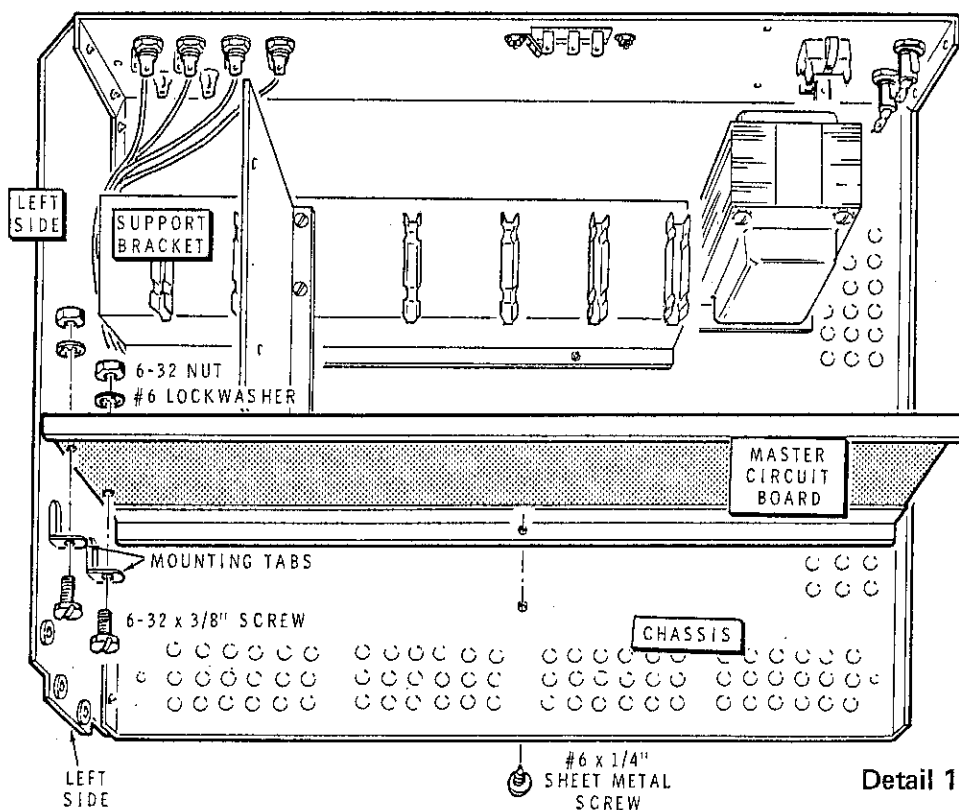 LEFT
SIDE
SUPPORT
BRACKET
6-32 NUT
#6 LOCKWASHER
MASTER
CIRCUIT
BOARD
MOUNTING TABS
6-32 x 3/8" SCREW
CHASSIS
LEFT
SIDE
#6 x 1/4"
SHEET METAL
SCREW
Detail 1